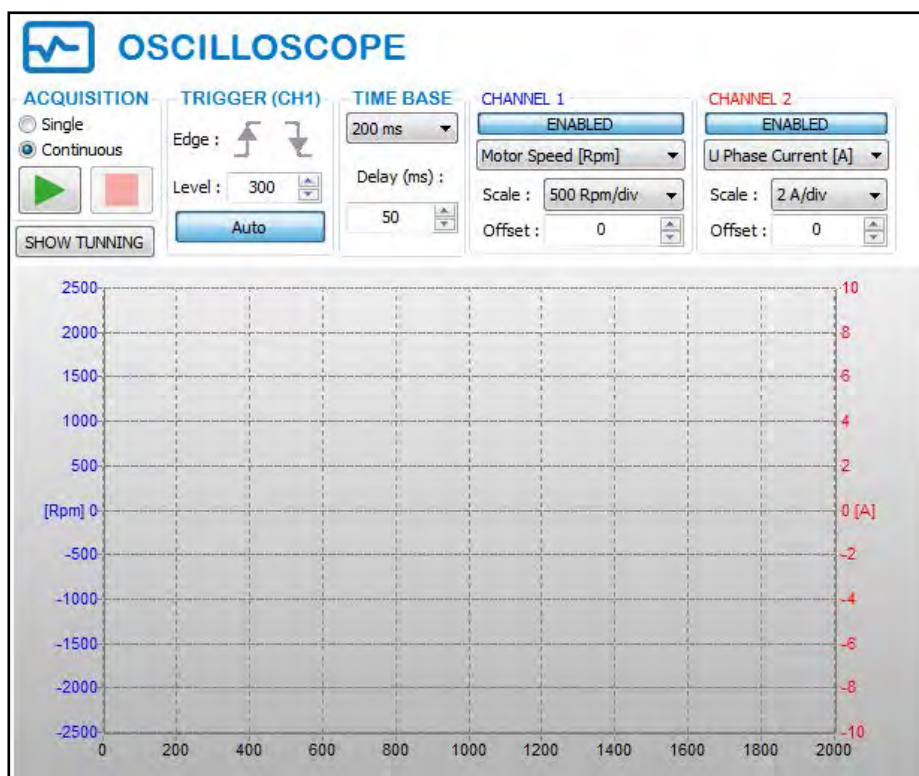 OSCILLOSCOPE
ACQUISITION
Single
Continuous
SHOW TUNNING
TRIGGER (CH1)
Edge :
Level : 300
Auto
TIME BASE
200 ms
Delay (ms) :
50
CHANNEL 1
ENABLED
Motor Speed [Rpm]
Scale : 500 Rpm/div
Offset : 0
CHANNEL 2
ENABLED
U Phase Current [A]
Scale : 2 A/div
Offset : 0
2500
2000
1500
1000
500
[Rpm] 0
-500
-1000
-1500
-2000
-2500
10
8
6
4
2
0 [A]
-2
-4
-6
-8
-10
0 200 400 600 800 1000 1200 1400 1600 1800 2000